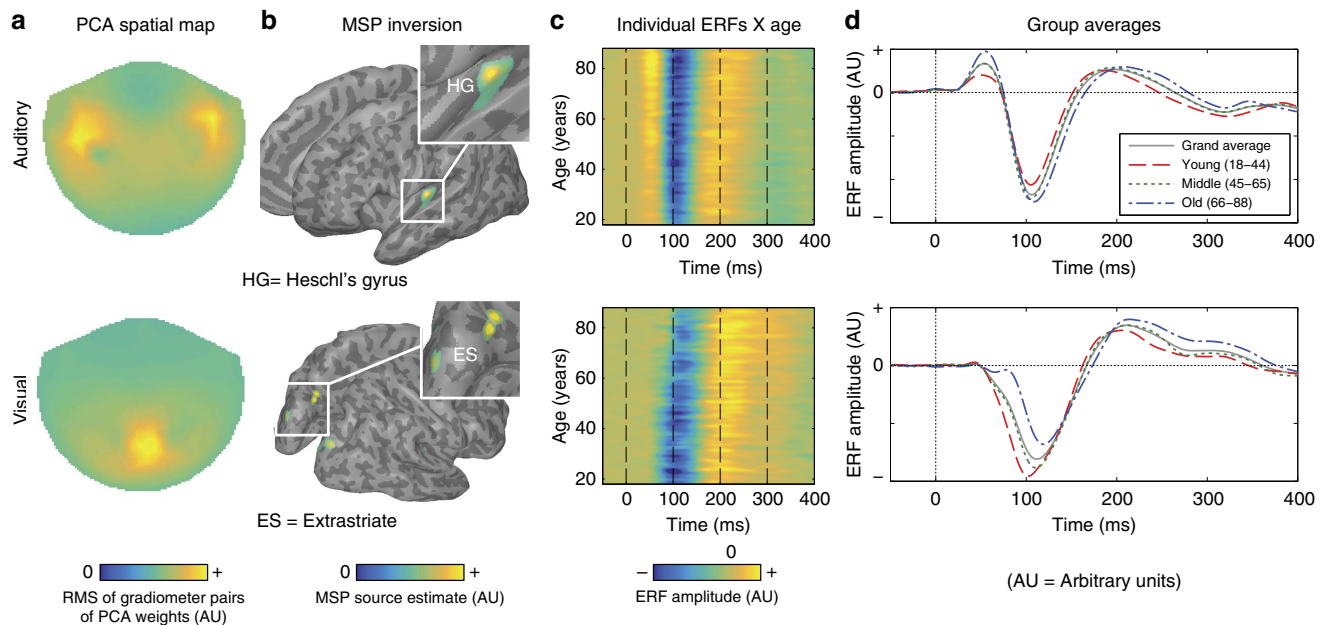 a
PCA spatial map
b
MSP inversion
c
Individual ERFs X age
d
Group averages
Auditory
HG
HG= Heschl's gyrus
Age (years)
80
60
40
20
0
100
200
300
400
Time (ms)
ERF amplitude (AU)
+
0
−
Grand average
Young (18–44)
Middle (45–65)
Old (66–88)
0
100
200
300
400
Time (ms)
Visual
ES
ES = Extrastriate
Age (years)
80
60
40
20
0
100
200
300
400
Time (ms)
ERF amplitude (AU)
+
0
−
0
100
200
300
400
Time (ms)
0
+
RMS of gradiometer pairs
of PCA weights (AU)
0
+
MSP source estimate (AU)
0
−
+
ERF amplitude (AU)
(AU = Arbitrary units)